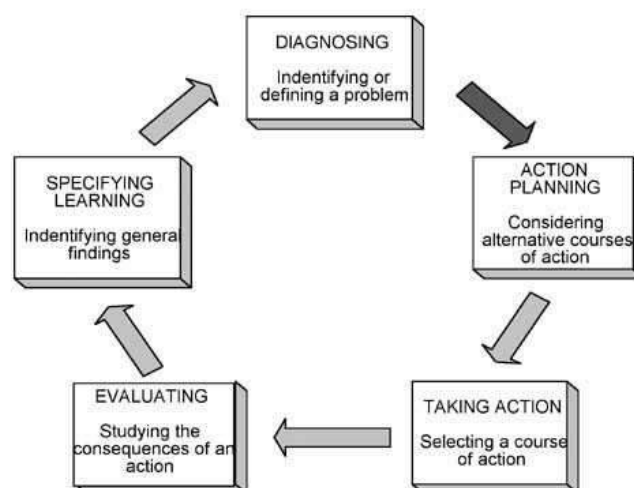 DIAGNOSING
Indentifying or
defining a problem
ACTION
PLANNING
Considering
alternative courses
of action
TAKING ACTION
Selecting a course
of action
EVALUATING
Studying the
consequences of an
action
SPECIFYING
LEARNING
Indentifying general
findings